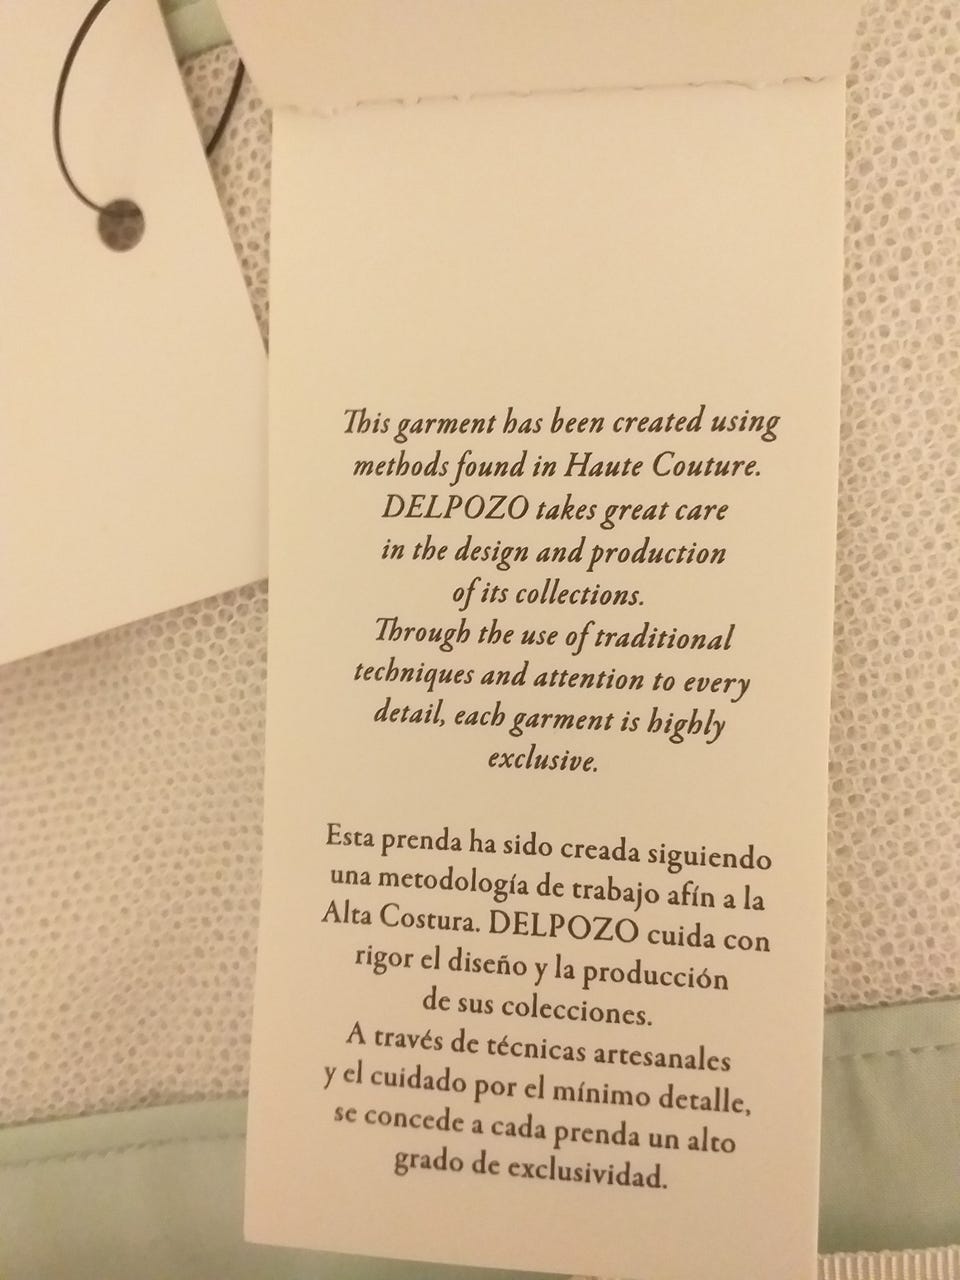 This garment has been created using
methods found in Haute Couture.
DELPOZO takes great care
in the design and production
of its collections.
Through the use of traditional
techniques and attention to every
detail, each garment is highly
exclusive.
Esta prenda ha sido creada siguiendo
una metodología de trabajo afín a la
Alta Costura. DELPOZO cuida con
rigor el diseño y la producción
de sus colecciones.
A través de técnicas artesanales
y el cuidado por el mínimo detalle,
se concede a cada prenda un alto
grado de exclusividad.